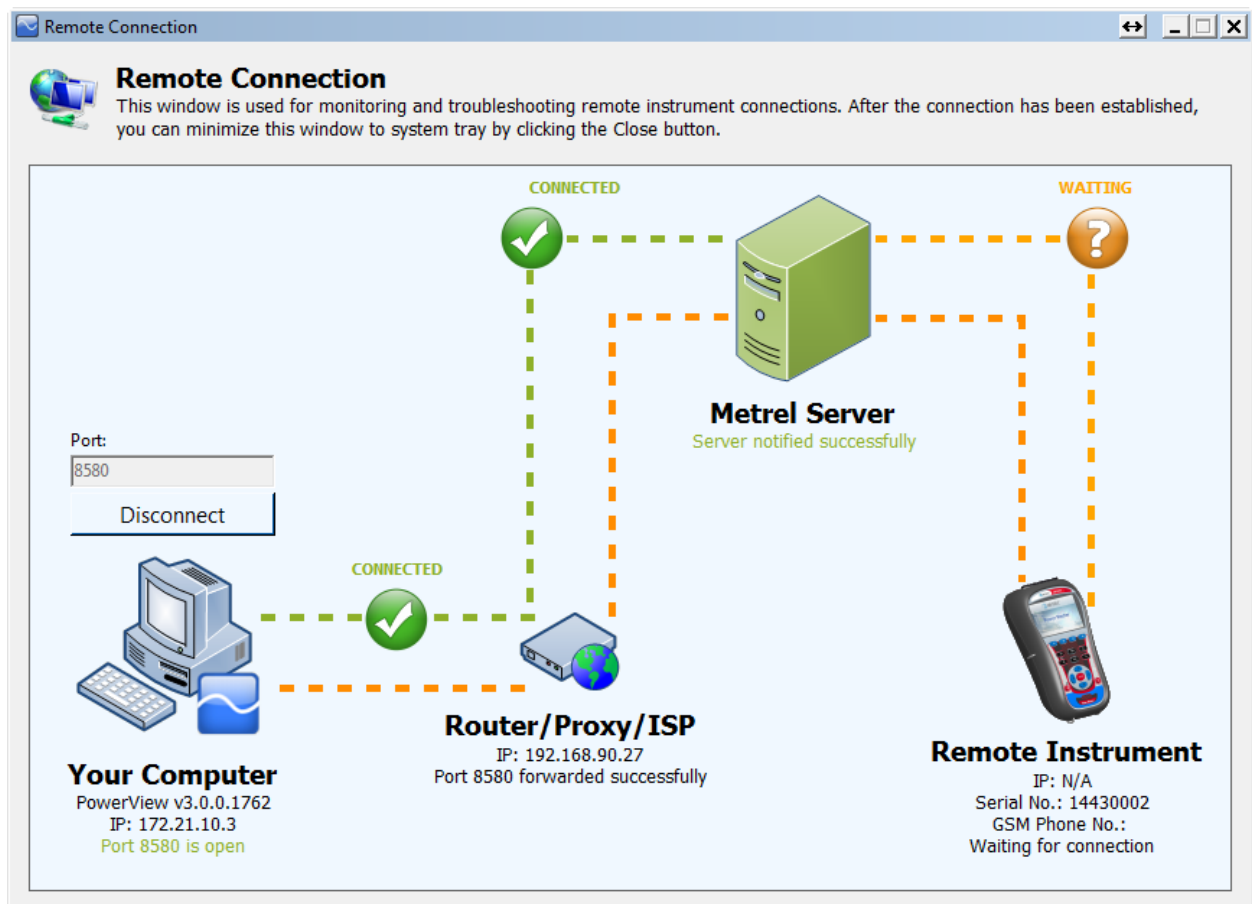 Remote Connection
Remote Connection
This window is used for monitoring and troubleshooting remote instrument connections. After the connection has been established,
you can minimize this window to system tray by clicking the Close button.
CONNECTED
WAITING
Metrel Server
Server notified successfully
Port:
8580
Disconnect
CONNECTED
Router/Proxy/ISP
IP: 192.168.90.27
Port 8580 forwarded successfully
Your Computer
PowerView v3.0.0.1762
IP: 172.21.10.3
Port 8580 is open
Remote Instrument
IP: N/A
Serial No.: 14430002
GSM Phone No.:
Waiting for connection